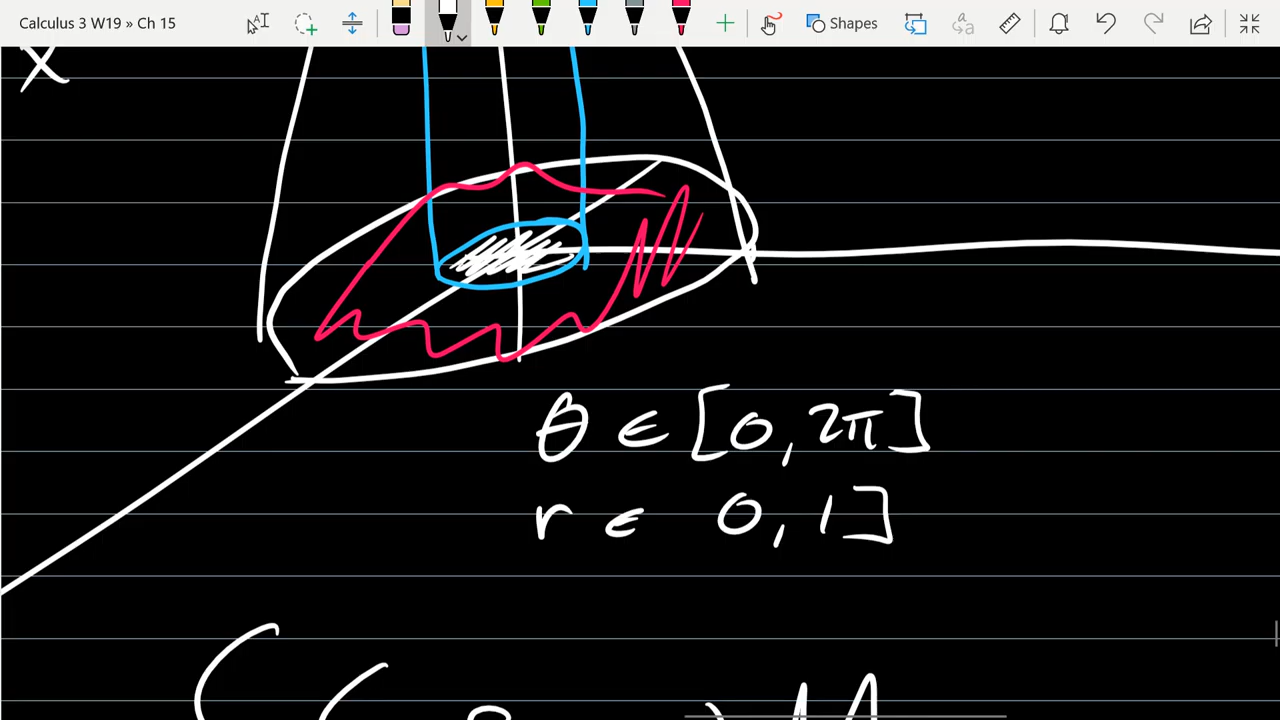 Calculus 3 W19 » Ch 15
Shapes
X
θ ∈ [0, 2π]
r ∈ 0, 1]